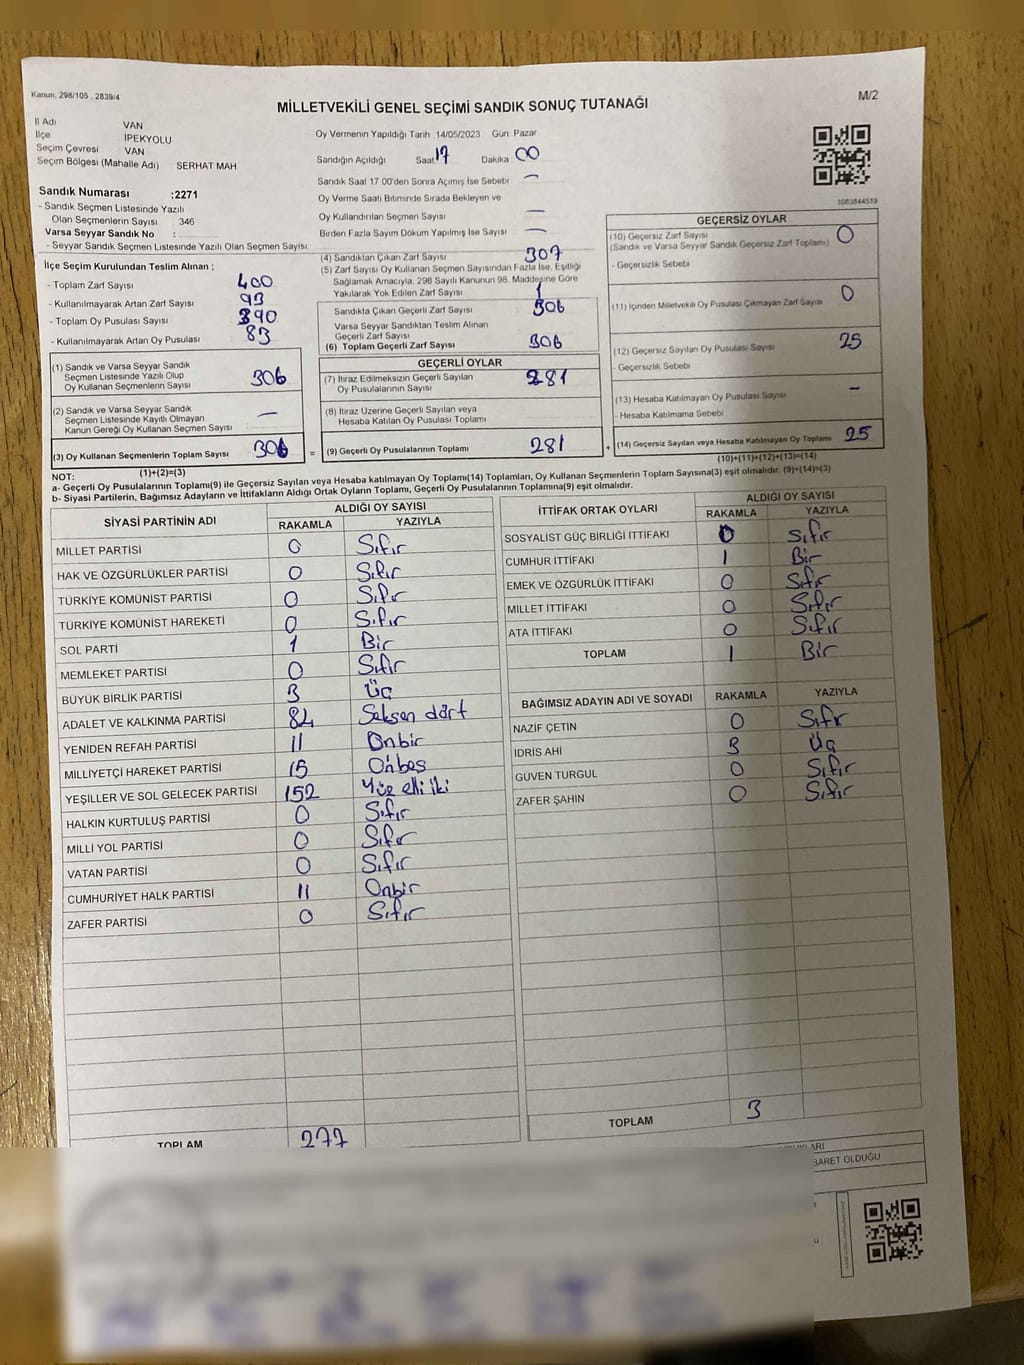 Kanun: 298/105 , 2839/4
MİLLETVEKİLİ GENEL SEÇİMİ SANDIK SONUÇ TUTANAĞI
M/2
İl Adı VAN
İlçe İPEKYOLU
Seçim Çevresi VAN
Seçim Bölgesi (Mahalle Adı) SERHAT MAH
Sandık Numarası :2271
- Sandık Seçmen Listesinde Yazılı
Olan Seçmenlerin Sayısı : 346
Varsa Seyyar Sandık No :
- Seyyar Sandık Seçmen Listesinde Yazılı Olan Seçmen Sayısı:
Oy Vermenin Yapıldığı Tarih 14/05/2023 Gün Pazar
Sandığın Açıldığı Saat 17 Dakika 00
Sandık Saat 17 00'den Sonra Açımış İse Sebebi —
Oy Verme Saati Bitiminde Sırada Bekleyen ve
Oy Kullandırılan Seçmen Sayısı —
Birden Fazla Sayım Döküm Yapılmış İse Sayısı —
1083844519
İlçe Seçim Kurulundan Teslim Alınan ;
- Toplam Zarf Sayısı 400
- Kullanılmayarak Artan Zarf Sayısı 93
- Toplam Oy Pusulası Sayısı 390
- Kullanılmayarak Artan Oy Pusulası 83
(1) Sandık ve Varsa Seyyar Sandık
Seçmen Listesinde Yazılı Olup
Oy Kullanan Seçmenlerin Sayısı 306
(2) Sandık ve Varsa Seyyar Sandık
Seçmen Listesinde Kayıtlı Olmayan
Kanun Gereği Oy Kullanan Seçmen Sayısı —
(3) Oy Kullanan Seçmenlerin Toplam Sayısı 306 =
(1)+(2)=(3)
(4) Sandıktan Çıkan Zarf Sayısı 307
(5) Zarf Sayısı Oy Kullanan Seçmen Sayısından Fazla İse, Eşitliği
Sağlamak Amacıyla, 298 Sayılı Kanunun 98. Maddesine Göre
Yakılarak Yok Edilen Zarf Sayısı 1
Sandıkta Çıkan Geçerli Zarf Sayısı 306
Varsa Seyyar Sandıktan Teslim Alınan
Geçerli Zarf Sayısı
(6) Toplam Geçerli Zarf Sayısı 306
GEÇERLİ OYLAR
(7) İtiraz Edilmeksizin Geçerli Sayılan
Oy Pusulalarının Sayısı 281
(8) İtiraz Üzerine Geçerli Sayılan veya
Hesaba Katılan Oy Pusulası Toplamı
(9) Geçerli Oy Pusulalarının Toplamı 281 +
GEÇERSİZ OYLAR
(10) Geçersiz Zarf Sayısı 0
(Sandık ve Varsa Seyyar Sandık Geçersiz Zarf Toplamı)
- Geçersizlik Sebebi
(11) İçinden Milletvekili Oy Pusulası Çıkmayan Zarf Sayısı 0
(12) Geçersiz Sayılan Oy Pusulası Sayısı 25
- Geçersizlik Sebebi
(13) Hesaba Katılmayan Oy Pusulası Sayısı —
- Hesaba Katılmama Sebebi
(14) Geçersiz Sayılan veya Hesaba Katılmayan Oy Toplamı 25
(10)+(11)+(12)+(13)=(14)
NOT:
a- Geçerli Oy Pusulalarının Toplamı(9) ile Geçersiz Sayılan veya Hesaba katılmayan Oy Toplamı(14) Toplamları, Oy Kullanan Seçmenlerin Toplam Sayısına(3) eşit olmalıdır. (9)+(14)=(3)
b- Siyasi Partilerin, Bağımsız Adayların ve İttifakların Aldığı Ortak Oyların Toplamı, Geçerli Oy Pusulalarının Toplamına(9) eşit olmalıdır.
SİYASİ PARTİNİN ADI ALDIĞI OY SAYISI
RAKAMLA YAZIYLA
MİLLET PARTİSİ 0 Sıfır
HAK VE ÖZGÜRLÜKLER PARTİSİ 0 Sıfır
TÜRKİYE KOMÜNİST PARTİSİ 0 Sıfır
TÜRKİYE KOMÜNİST HAREKETİ 0 Sıfır
SOL PARTİ 1 Bir
MEMLEKET PARTİSİ 0 Sıfır
BÜYÜK BİRLİK PARTİSİ 3 Üç
ADALET VE KALKINMA PARTİSİ 84 Seksen dört
YENİDEN REFAH PARTİSİ 11 Onbir
MİLLİYETÇİ HAREKET PARTİSİ 15 Onbeş
YEŞİLLER VE SOL GELECEK PARTİSİ 152 Yüz elli iki
HALKIN KURTULUŞ PARTİSİ 0 Sıfır
MİLLİ YOL PARTİSİ 0 Sıfır
VATAN PARTİSİ 0 Sıfır
CUMHURİYET HALK PARTİSİ 11 Onbir
ZAFER PARTİSİ 0 Sıfır
TOPLAM 277
İTTİFAK ORTAK OYLARI ALDIĞI OY SAYISI
RAKAMLA YAZIYLA
SOSYALİST GÜÇ BİRLİĞİ İTTİFAKI 0 Sıfır
CUMHUR İTTİFAKI 1 Bir
EMEK VE ÖZGÜRLÜK İTTİFAKI 0 Sıfır
MİLLET İTTİFAKI 0 Sıfır
ATA İTTİFAKI 0 Sıfır
TOPLAM 1 Bir
BAĞIMSIZ ADAYIN ADI VE SOYADI RAKAMLA YAZIYLA
NAZİF ÇETİN 0 Sıfır
İDRİS AHİ 3 Üç
GÜVEN TURGUL 0 Sıfır
ZAFER ŞAHİN 0 Sıfır
TOPLAM 3
BARET OLDUĞU